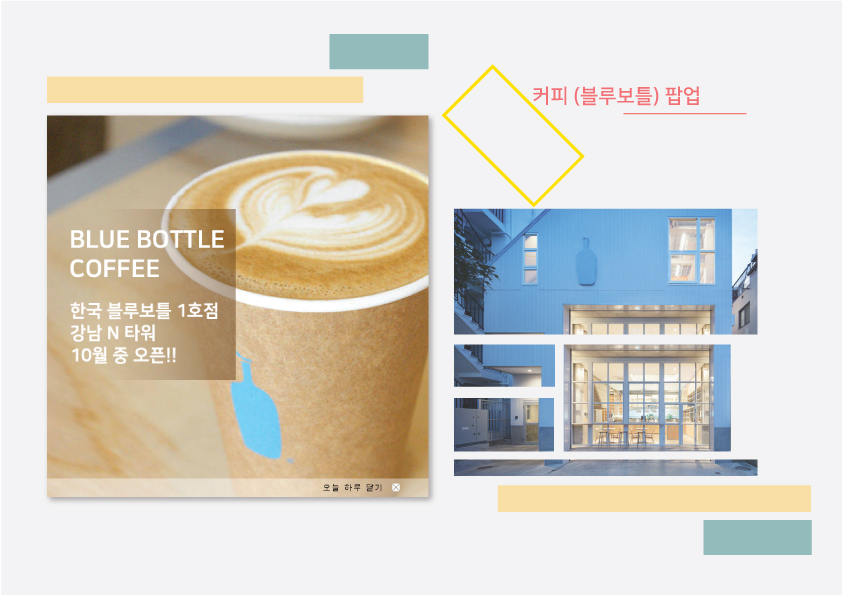 커피 (블루보틀) 팝업
BLUE BOTTLE
COFFEE
한국 블루보틀 1호점
강남 N 타워
10월 중 오픈!!
오늘 하루 닫기